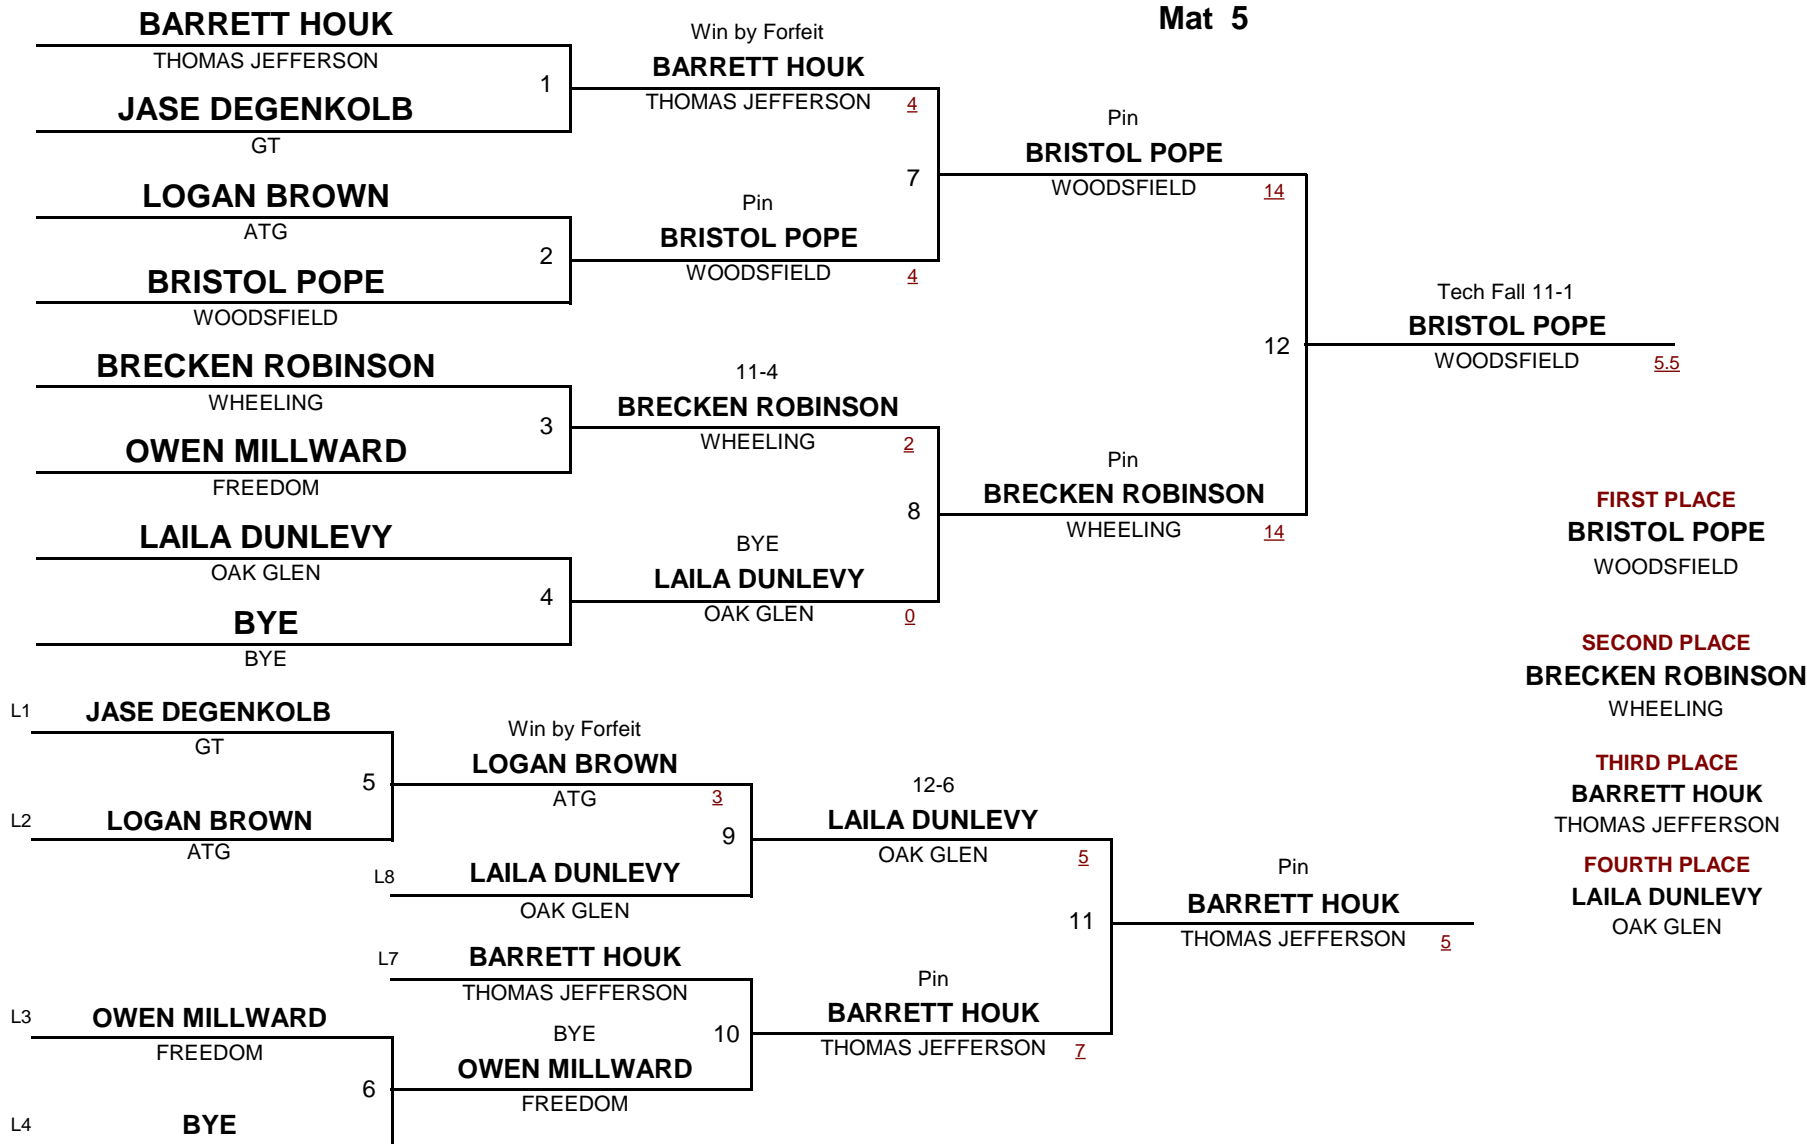 Mat 5
BARRETT HOUK
THOMAS JEFFERSON
1
JASE DEGENKOLB
GT
LOGAN BROWN
ATG
2
BRISTOL POPE
WOODSFIELD
BRECKEN ROBINSON
WHEELING
3
OWEN MILLWARD
FREEDOM
LAILA DUNLEVY
OAK GLEN
4
BYE
BYE
Win by Forfeit
BARRETT HOUK
THOMAS JEFFERSON 4
7
Pin
BRISTOL POPE
WOODSFIELD 4
11-4
BRECKEN ROBINSON
WHEELING 2
8
BYE
LAILA DUNLEVY
OAK GLEN 0
Pin
BRISTOL POPE
WOODSFIELD 14
12
Pin
BRECKEN ROBINSON
WHEELING 14
Tech Fall 11-1
BRISTOL POPE
WOODSFIELD 5.5
FIRST PLACE
BRISTOL POPE
WOODSFIELD
SECOND PLACE
BRECKEN ROBINSON
WHEELING
THIRD PLACE
BARRETT HOUK
THOMAS JEFFERSON
FOURTH PLACE
LAILA DUNLEVY
OAK GLEN
L1 JASE DEGENKOLB
GT
5
L2 LOGAN BROWN
ATG
L3 OWEN MILLWARD
FREEDOM
6
L4 BYE
Win by Forfeit
LOGAN BROWN
ATG 3
9
L8 LAILA DUNLEVY
OAK GLEN
L7 BARRETT HOUK
THOMAS JEFFERSON
10
BYE
OWEN MILLWARD
FREEDOM
12-6
LAILA DUNLEVY
OAK GLEN 5
11
Pin
BARRETT HOUK
THOMAS JEFFERSON 7
Pin
BARRETT HOUK
THOMAS JEFFERSON 5